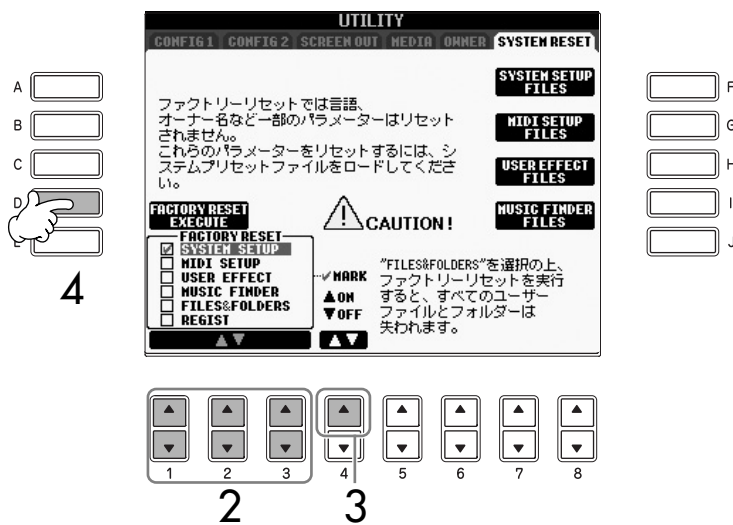 UTILITY
CONFIG 1 CONFIG 2 SCREEN OUT MEDIA OWNER SYSTEM RESET
SYSTEM SETUP
FILES
ファクトリーリセットでは言語、
オーナー名など一部のパラメーターはリセット
されません。
これらのパラメーターをリセットするには、シ
ステムプリセットファイルをロードしてくださ
い。
MIDI SETUP
FILES
USER EFFECT
FILES
MUSIC FINDER
FILES
FACTORY RESET
EXECUTE
CAUTION!
FACTORY RESET
SYSTEM SETUP
MIDI SETUP
USER EFFECT
MUSIC FINDER
FILES&FOLDERS
REGIST
MARK
▲ON
▼OFF
"FILES&FOLDERS"を選択の上、
ファクトリーリセットを実行
すると、すべてのユーザー
ファイルとフォルダーは
失われます。
▲▼
▲▼
A
B
C
D
E
F
G
H
I
J
4
1 2 3 4 5 6 7 8
2 3